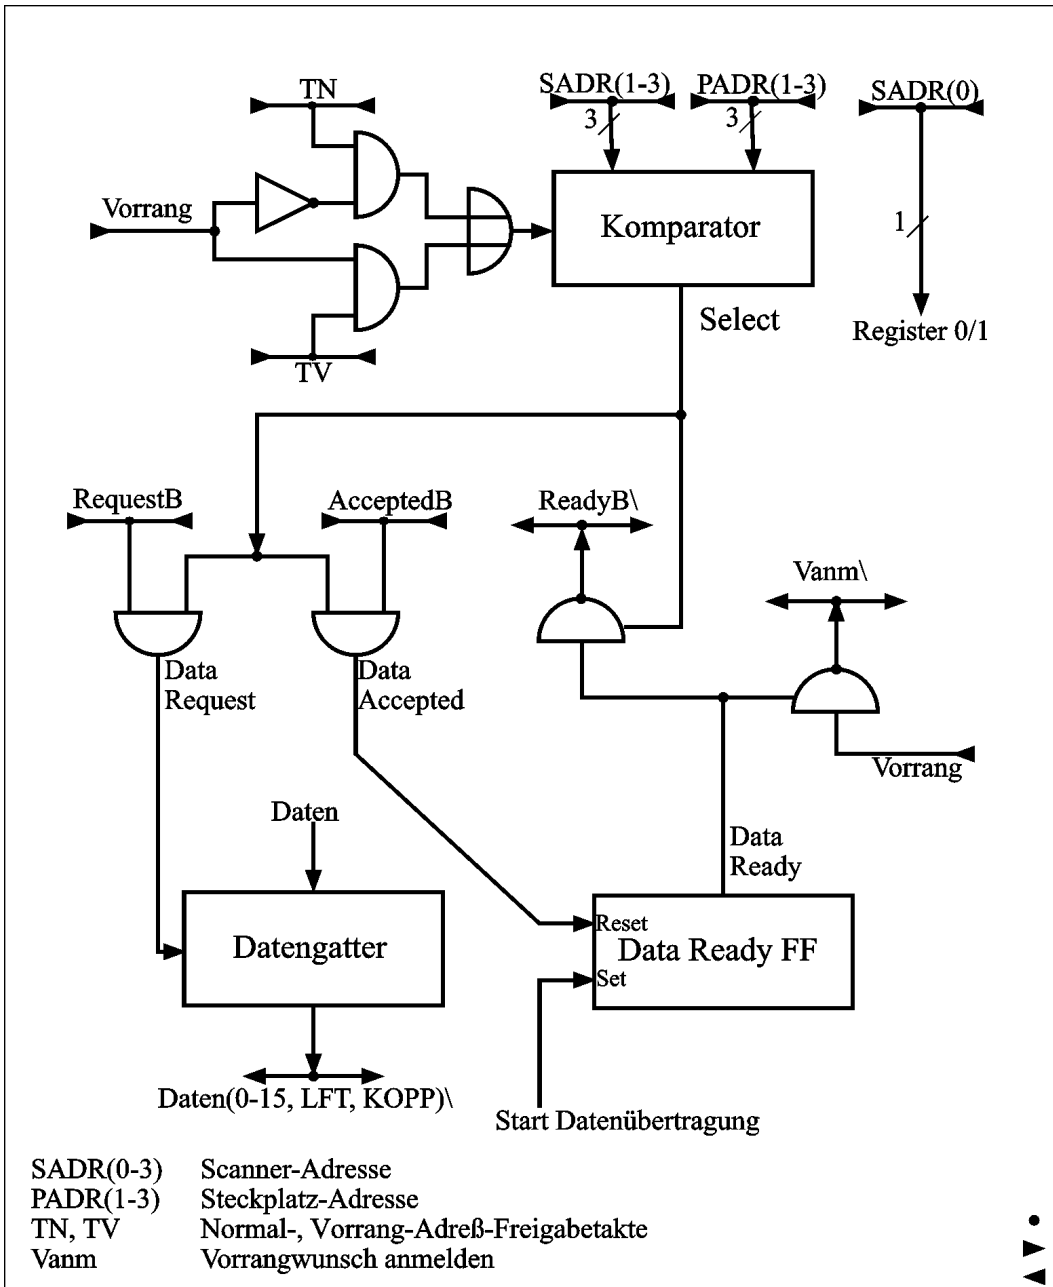 TN
SADR(1-3)
PADR(1-3)
SADR(0)
3
3
Vorrang
Komparator
1
Select
Register 0/1
TV
RequestB
AcceptedB
ReadyB\
Vanm\
Data
Request
Data
Accepted
Vorrang
Daten
Data
Ready
Reset
Datengatter
Data Ready FF
Set
Daten(0-15, LFT, KOPP)\
Start Datenübertragung
SADR(0-3) Scanner-Adresse
PADR(1-3) Steckplatz-Adresse
TN, TV Normal-, Vorrang-Adreß-Freigabetakte
Vanm Vorrangwunsch anmelden